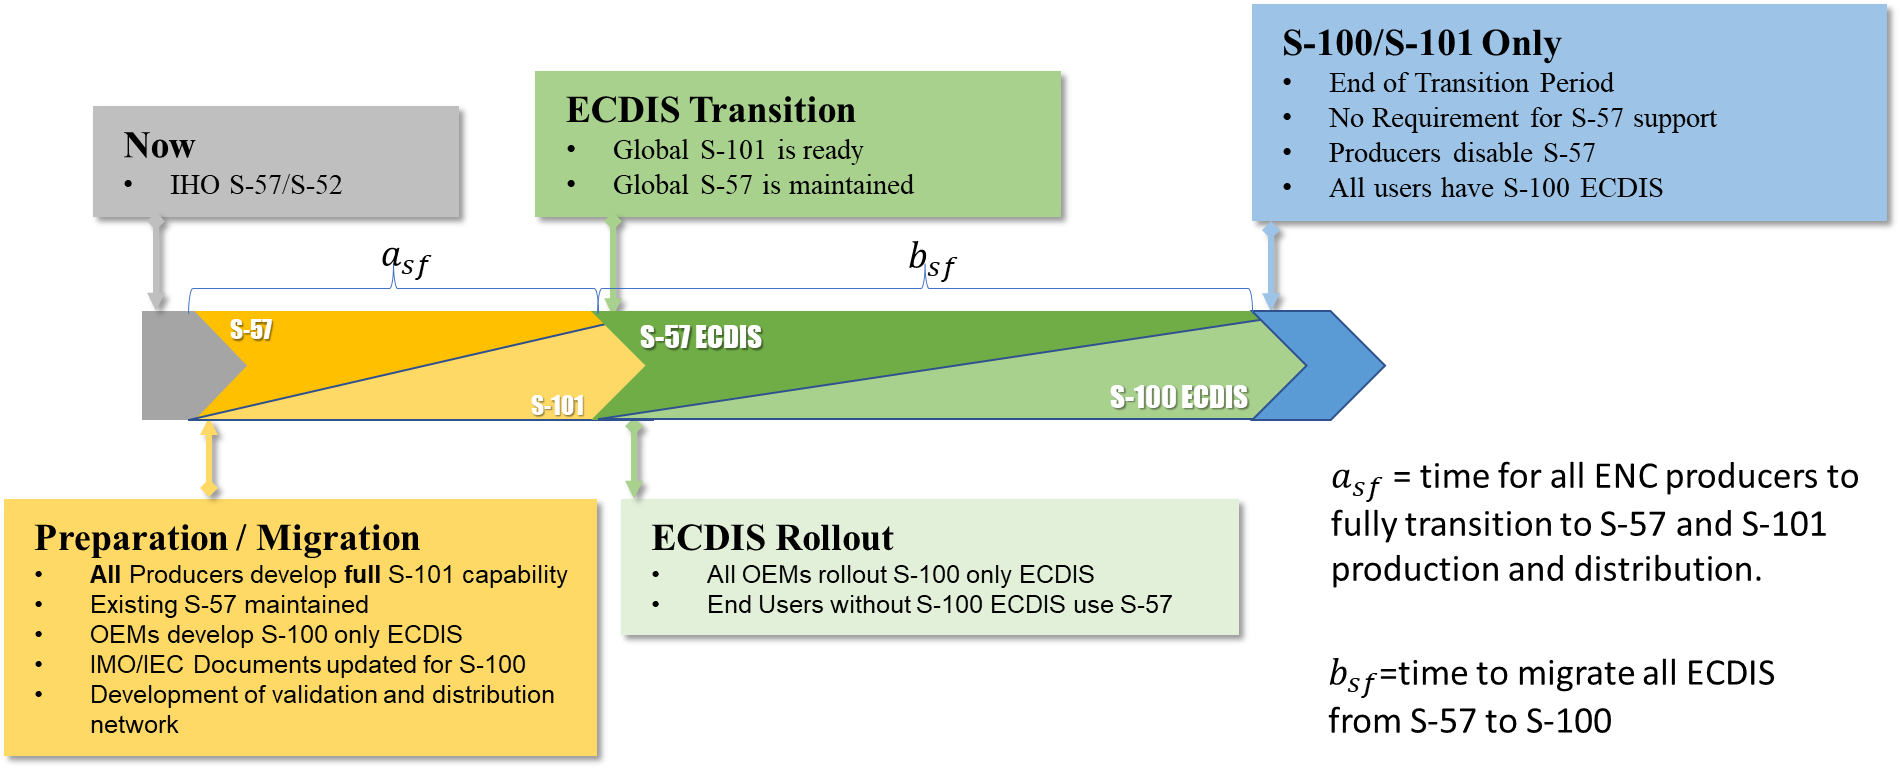 Now
• IHO S-57/S-52
ECDIS Transition
• Global S-101 is ready
• Global S-57 is maintained
S-100/S-101 Only
• End of Transition Period
• No Requirement for S-57 support
• Producers disable S-57
• All users have S-100 ECDIS
a_sf
b_sf
S-57
S-101
S-57 ECDIS
S-100 ECDIS
Preparation / Migration
• All Producers develop full S-101 capability
• Existing S-57 maintained
• OEMs develop S-100 only ECDIS
• IMO/IEC Documents updated for S-100
• Development of validation and distribution
network
ECDIS Rollout
• All OEMs rollout S-100 only ECDIS
• End Users without S-100 ECDIS use S-57
a_sf = time for all ENC producers to
fully transition to S-57 and S-101
production and distribution.
b_sf=time to migrate all ECDIS
from S-57 to S-100